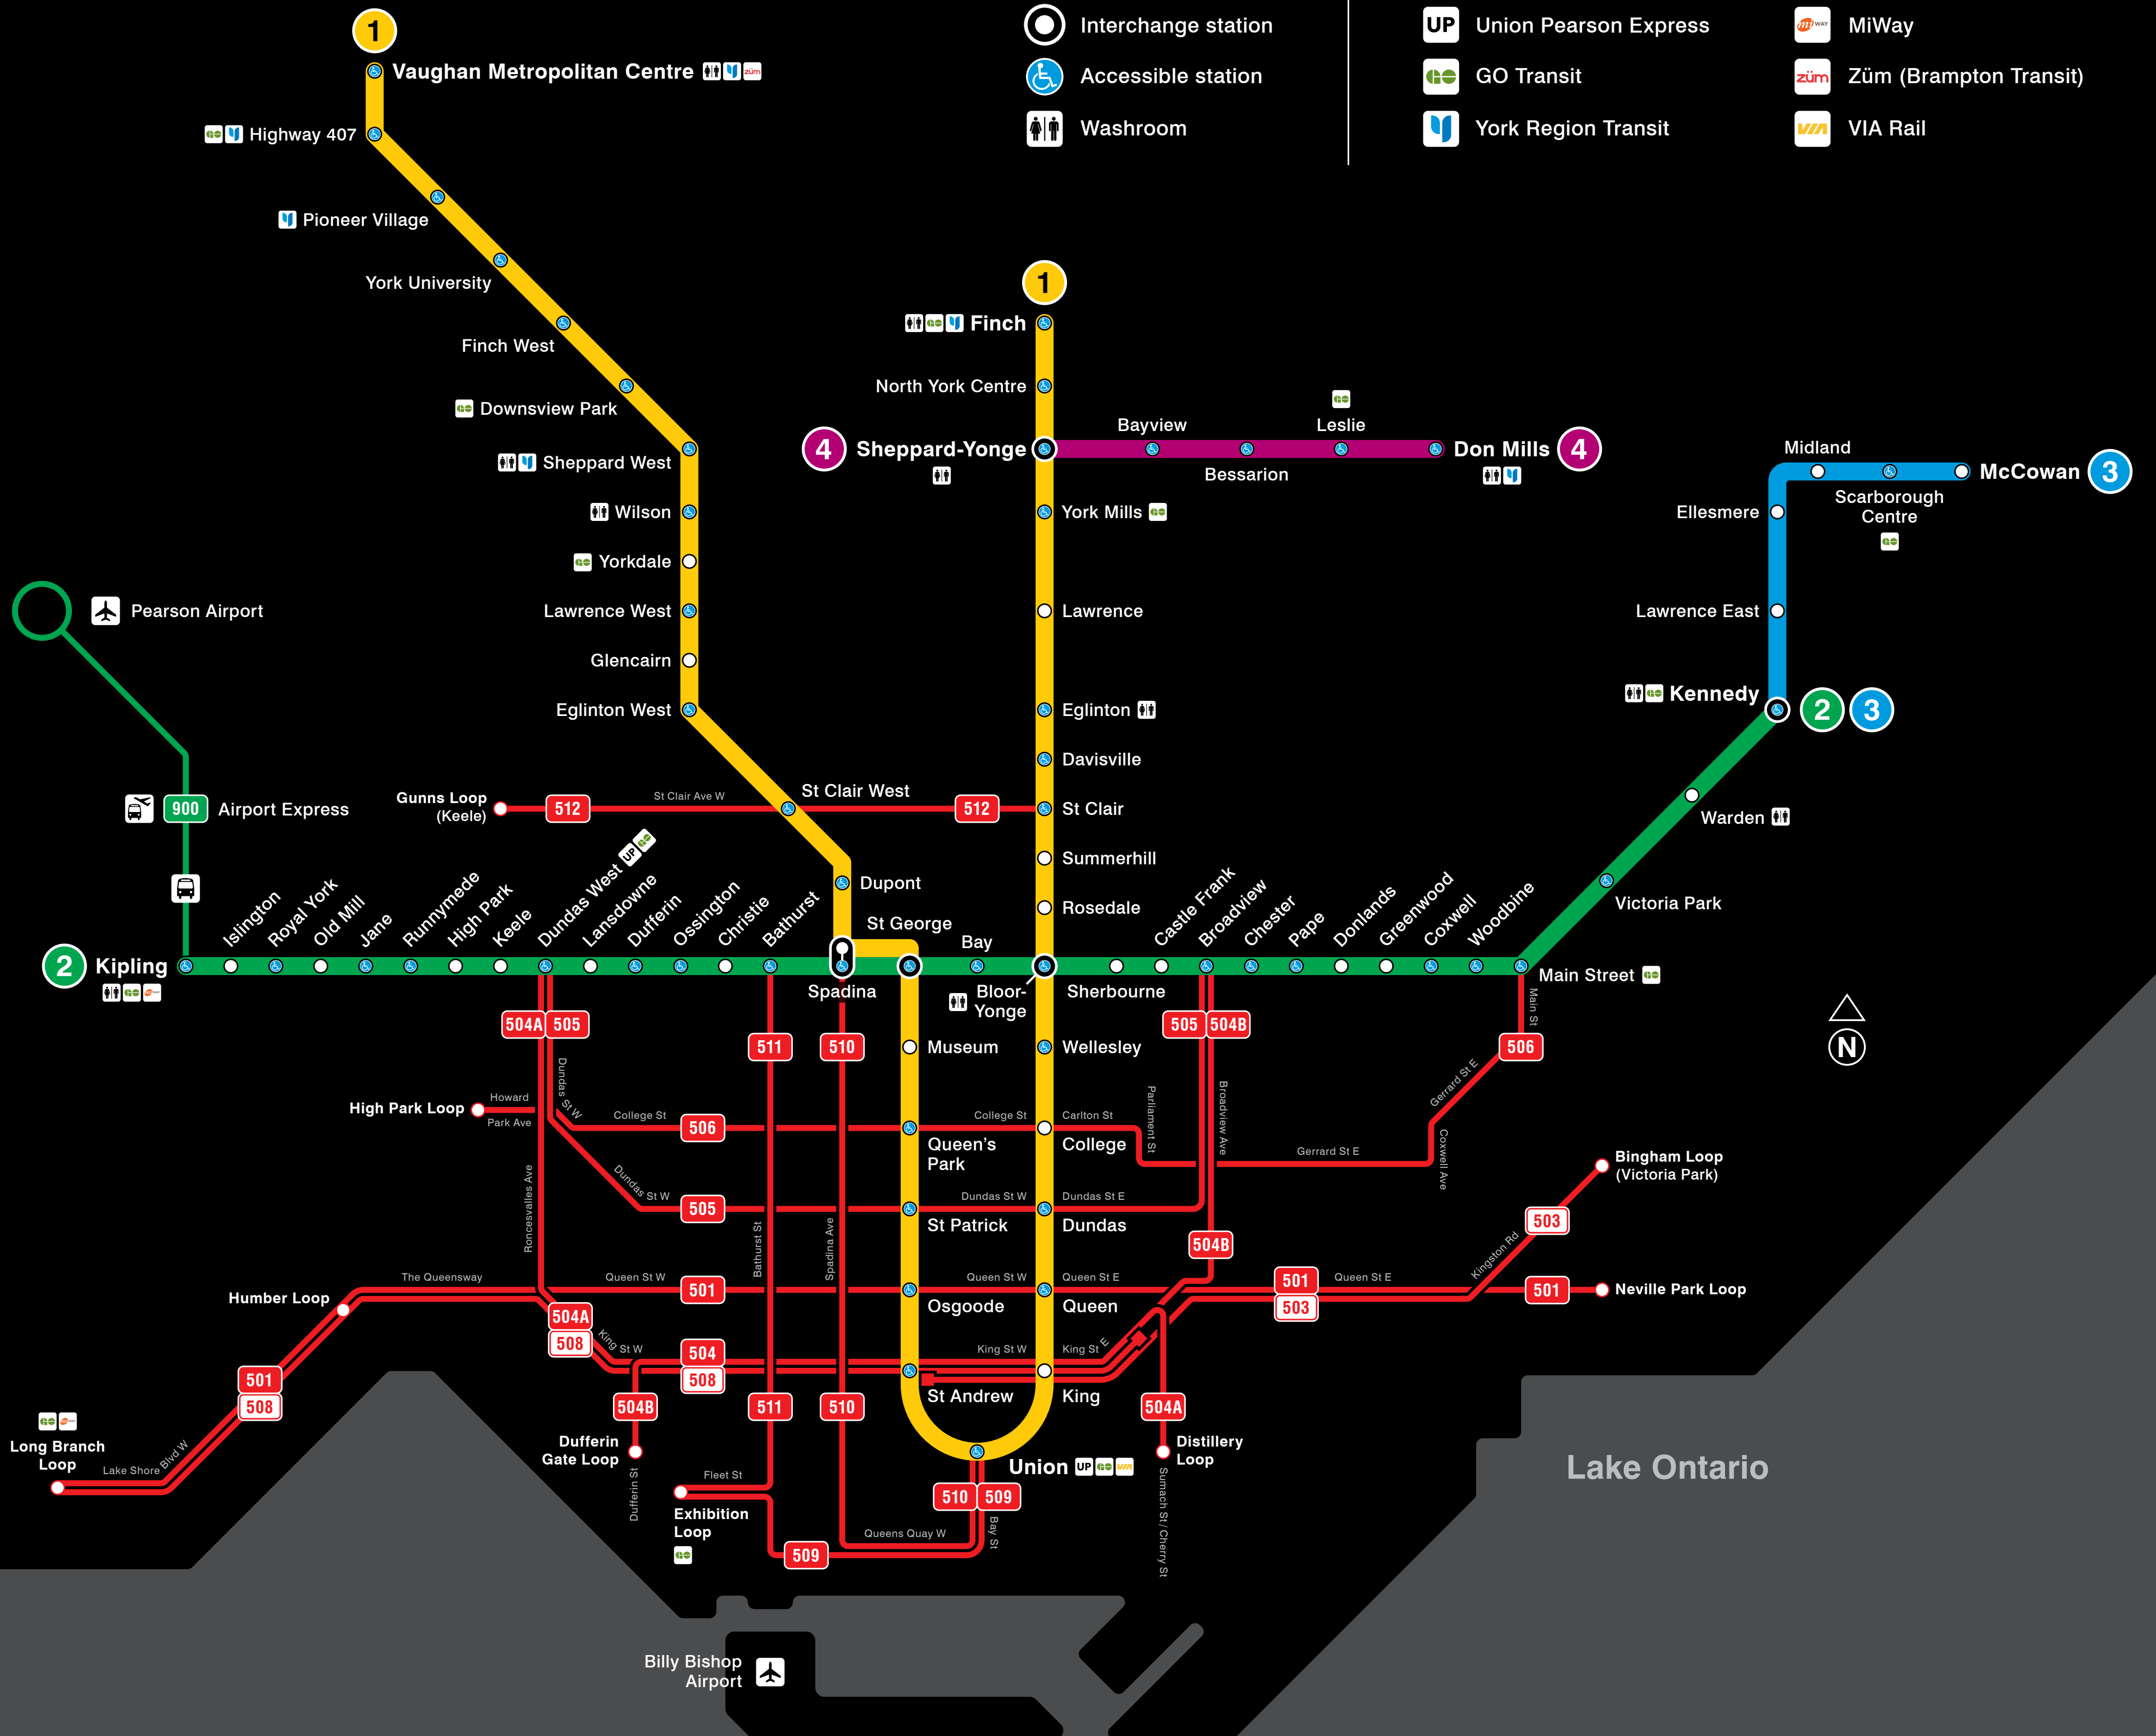 1
Vaughan Metropolitan Centre
züm
Highway 407
Pioneer Village
York University
Finch West
Downsview Park
Sheppard West
Wilson
Yorkdale
Lawrence West
Glencairn
Eglinton West
St Clair West
Dupont
St George
Spadina
Interchange station
Accessible station
Washroom
UP
Union Pearson Express
GO Transit
York Region Transit
WAY
MiWay
züm
Züm (Brampton Transit)
VIA
VIA Rail
1
Finch
North York Centre
4
Sheppard-Yonge
Bayview
Bessarion
Leslie
Don Mills
4
York Mills
Lawrence
Eglinton
Davisville
St Clair
Summerhill
Rosedale
Bay
Bloor-
Yonge
Wellesley
College
Dundas
Queen
King
Union
UP
VIA
St Andrew
Osgoode
St Patrick
Queen's
Park
Museum
Midland
McCowan
3
Scarborough
Centre
Ellesmere
Lawrence East
Kennedy
2
3
Warden
Victoria Park
Main Street
Pearson Airport
900
Airport Express
2
Kipling
Islington
Royal York
Old Mill
Jane
Runnymede
High Park
Keele
Dundas West
UP
Lansdowne
Dufferin
Ossington
Christie
Bathurst
Sherbourne
Castle Frank
Broadview
Chester
Pape
Donlands
Greenwood
Coxwell
Woodbine
Gunns Loop
(Keele)
512
St Clair Ave W
512
504A
505
511
510
505
504B
506
Main St
Dundas St W
High Park Loop
Howard
Park Ave
College St
506
College St
Carlton St
Parliament St
Broadview Ave
Gerrard St E
Coxwell Ave
Gerrard St E
Roncesvalles Ave
Dundas St W
505
Dundas St W
Dundas St E
Bathurst St
Spadina Ave
504B
Bingham Loop
(Victoria Park)
503
Kingston Rd
Humber Loop
The Queensway
Queen St W
501
Queen St W
Queen St E
501
503
Queen St E
501
Neville Park Loop
504A
508
King St W
504
508
King St W
King St E
501
508
504B
511
510
504A
Long Branch
Loop
Lake Shore
Blvd W
Dufferin
Gate Loop
Dufferin St
Distillery
Loop
Sumach St / Cherry St
Fleet St
Exhibition
Loop
510
509
Queens Quay W
Bay St
509
N
Lake Ontario
Billy Bishop
Airport